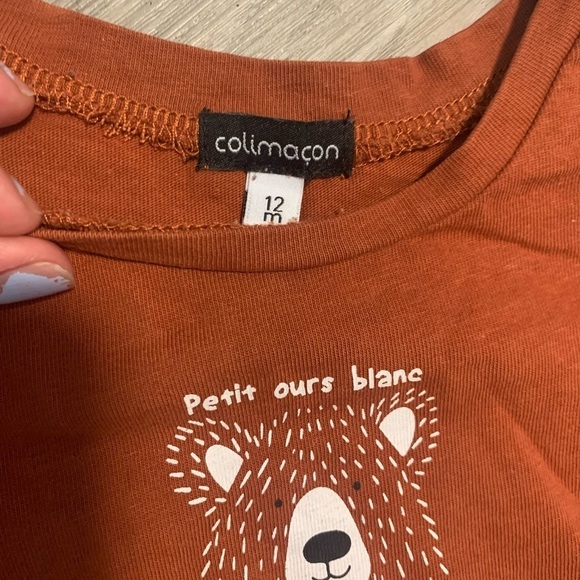 colimaçon
12
m
Petit ours blanc